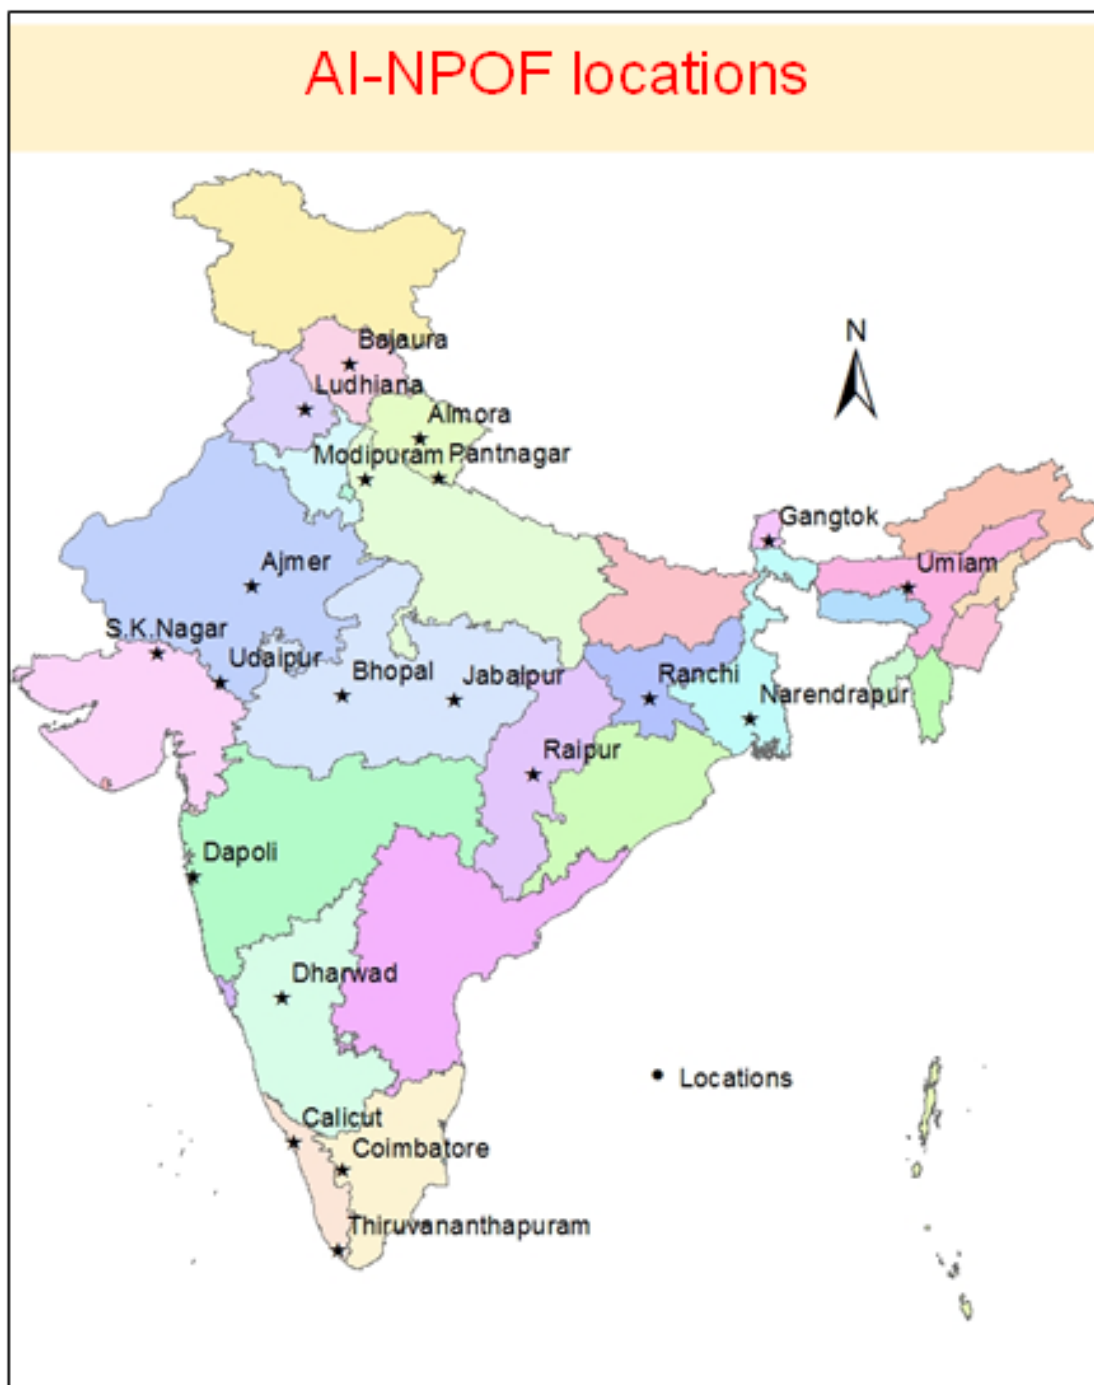 AI-NPOF locations
N
Bajaura
Ludhiana
Almora
Modipuram
Pantnagar
Gangtok
Umiam
Ajmer
S.K.Nagar
Udaipur
Bhopal
Jabalpur
Ranchi
Narendrapur
Raipur
Dapoli
Dharwad
Locations
Calicut
Coimbatore
Thiruvananthapuram